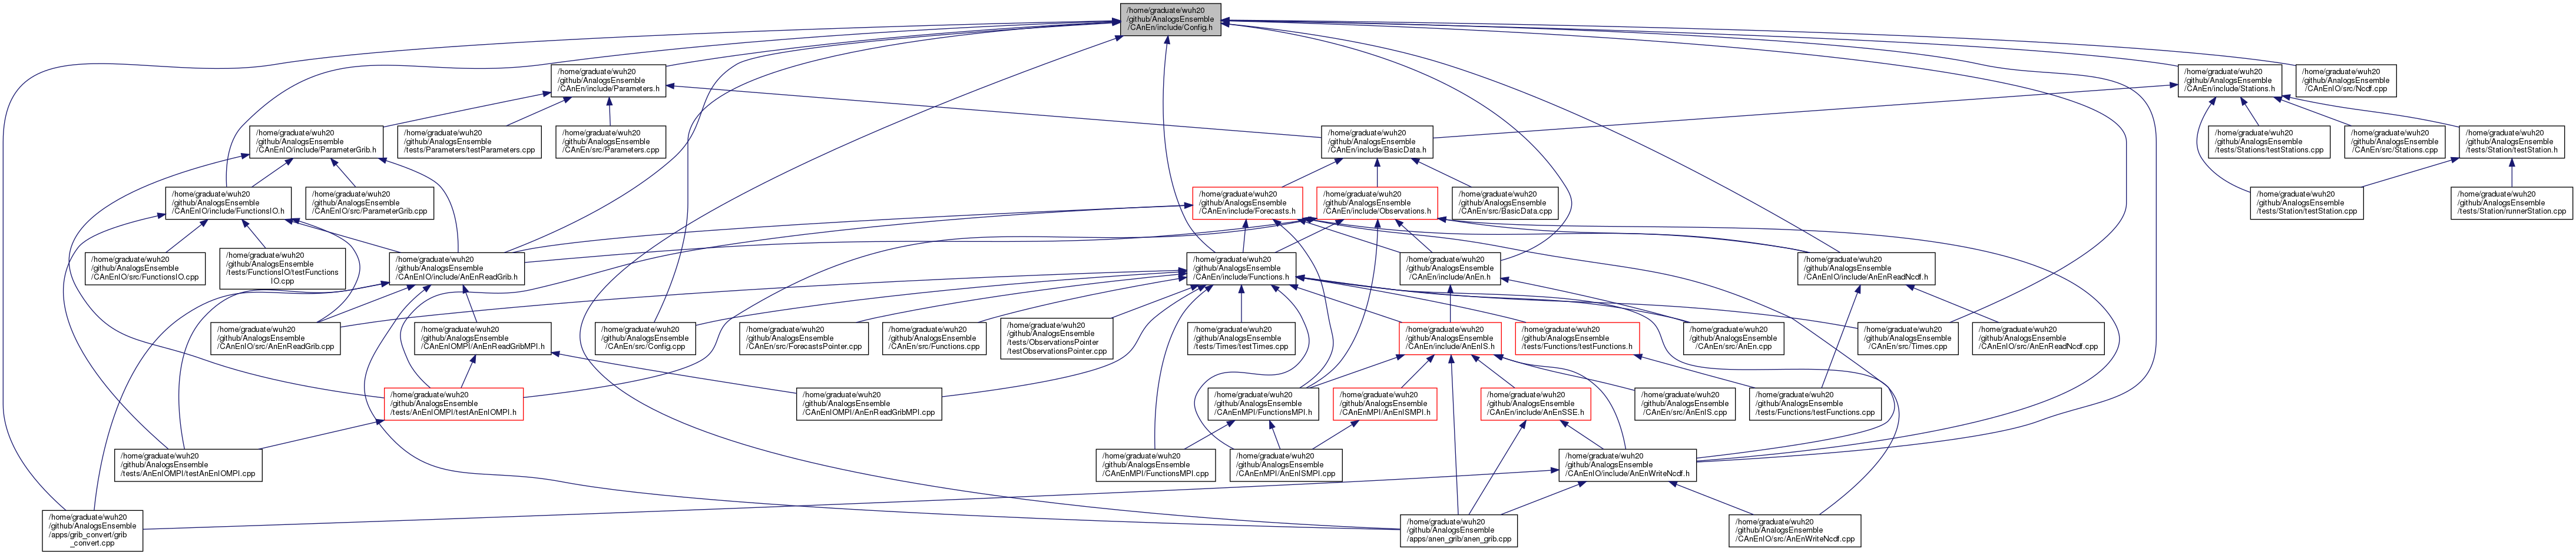 /home/graduate/wuh20
/github/AnalogsEnsemble
/CAnEn/include/Config.h
/home/graduate/wuh20
/github/AnalogsEnsemble
/CAnEn/include/Parameters.h
/home/graduate/wuh20
/github/AnalogsEnsemble
/CAnEn/include/Stations.h
/home/graduate/wuh20
/github/AnalogsEnsemble
/CAnEnIO/src/Ncdf.cpp
/home/graduate/wuh20
/github/AnalogsEnsemble
/CAnEnIO/include/ParameterGrib.h
/home/graduate/wuh20
/github/AnalogsEnsemble
/tests/Parameters/testParameters.cpp
/home/graduate/wuh20
/github/AnalogsEnsemble
/CAnEn/src/Parameters.cpp
/home/graduate/wuh20
/github/AnalogsEnsemble
/CAnEn/include/BasicData.h
/home/graduate/wuh20
/github/AnalogsEnsemble
/tests/Stations/testStations.cpp
/home/graduate/wuh20
/github/AnalogsEnsemble
/CAnEn/src/Stations.cpp
/home/graduate/wuh20
/github/AnalogsEnsemble
/tests/Station/testStation.h
/home/graduate/wuh20
/github/AnalogsEnsemble
/CAnEnIO/include/FunctionsIO.h
/home/graduate/wuh20
/github/AnalogsEnsemble
/CAnEnIO/src/ParameterGrib.cpp
/home/graduate/wuh20
/github/AnalogsEnsemble
/CAnEn/include/Forecasts.h
/home/graduate/wuh20
/github/AnalogsEnsemble
/CAnEn/include/Observations.h
/home/graduate/wuh20
/github/AnalogsEnsemble
/CAnEn/src/BasicData.cpp
/home/graduate/wuh20
/github/AnalogsEnsemble
/tests/Station/testStation.cpp
/home/graduate/wuh20
/github/AnalogsEnsemble
/tests/Station/runnerStation.cpp
/home/graduate/wuh20
/github/AnalogsEnsemble
/CAnEnIO/src/FunctionsIO.cpp
/home/graduate/wuh20
/github/AnalogsEnsemble
/tests/FunctionsIO/testFunctions
IO.cpp
/home/graduate/wuh20
/github/AnalogsEnsemble
/CAnEnIO/include/AnEnReadGrib.h
/home/graduate/wuh20
/github/AnalogsEnsemble
/CAnEn/include/Functions.h
/home/graduate/wuh20
/github/AnalogsEnsemble
/CAnEn/include/AnEn.h
/home/graduate/wuh20
/github/AnalogsEnsemble
/CAnEnIO/include/AnEnReadNcdf.h
/home/graduate/wuh20
/github/AnalogsEnsemble
/CAnEnIO/src/AnEnReadGrib.cpp
/home/graduate/wuh20
/github/AnalogsEnsemble
/CAnEnIOMPI/AnEnReadGribMPI.h
/home/graduate/wuh20
/github/AnalogsEnsemble
/CAnEn/src/Config.cpp
/home/graduate/wuh20
/github/AnalogsEnsemble
/CAnEn/src/ForecastsPointer.cpp
/home/graduate/wuh20
/github/AnalogsEnsemble
/CAnEn/src/Functions.cpp
/home/graduate/wuh20
/github/AnalogsEnsemble
/tests/ObservationsPointer
/testObservationsPointer.cpp
/home/graduate/wuh20
/github/AnalogsEnsemble
/tests/Times/testTimes.cpp
/home/graduate/wuh20
/github/AnalogsEnsemble
/CAnEn/include/AnEnIS.h
/home/graduate/wuh20
/github/AnalogsEnsemble
/tests/Functions/testFunctions.h
/home/graduate/wuh20
/github/AnalogsEnsemble
/CAnEn/src/AnEn.cpp
/home/graduate/wuh20
/github/AnalogsEnsemble
/CAnEn/src/Times.cpp
/home/graduate/wuh20
/github/AnalogsEnsemble
/CAnEnIO/src/AnEnReadNcdf.cpp
/home/graduate/wuh20
/github/AnalogsEnsemble
/tests/AnEnIOMPI/testAnEnIOMPI.h
/home/graduate/wuh20
/github/AnalogsEnsemble
/CAnEnIOMPI/AnEnReadGribMPI.cpp
/home/graduate/wuh20
/github/AnalogsEnsemble
/CAnEnMPI/FunctionsMPI.h
/home/graduate/wuh20
/github/AnalogsEnsemble
/CAnEnMPI/AnEnISMPI.h
/home/graduate/wuh20
/github/AnalogsEnsemble
/CAnEn/include/AnEnSSE.h
/home/graduate/wuh20
/github/AnalogsEnsemble
/CAnEn/src/AnEnIS.cpp
/home/graduate/wuh20
/github/AnalogsEnsemble
/tests/Functions/testFunctions.cpp
/home/graduate/wuh20
/github/AnalogsEnsemble
/tests/AnEnIOMPI/testAnEnIOMPI.cpp
/home/graduate/wuh20
/github/AnalogsEnsemble
/CAnEnMPI/FunctionsMPI.cpp
/home/graduate/wuh20
/github/AnalogsEnsemble
/CAnEnMPI/AnEnISMPI.cpp
/home/graduate/wuh20
/github/AnalogsEnsemble
/CAnEnIO/include/AnEnWriteNcdf.h
/home/graduate/wuh20
/github/AnalogsEnsemble
/apps/grib_convert/grib
_convert.cpp
/home/graduate/wuh20
/github/AnalogsEnsemble
/apps/anen_grib/anen_grib.cpp
/home/graduate/wuh20
/github/AnalogsEnsemble
/CAnEnIO/src/AnEnWriteNcdf.cpp